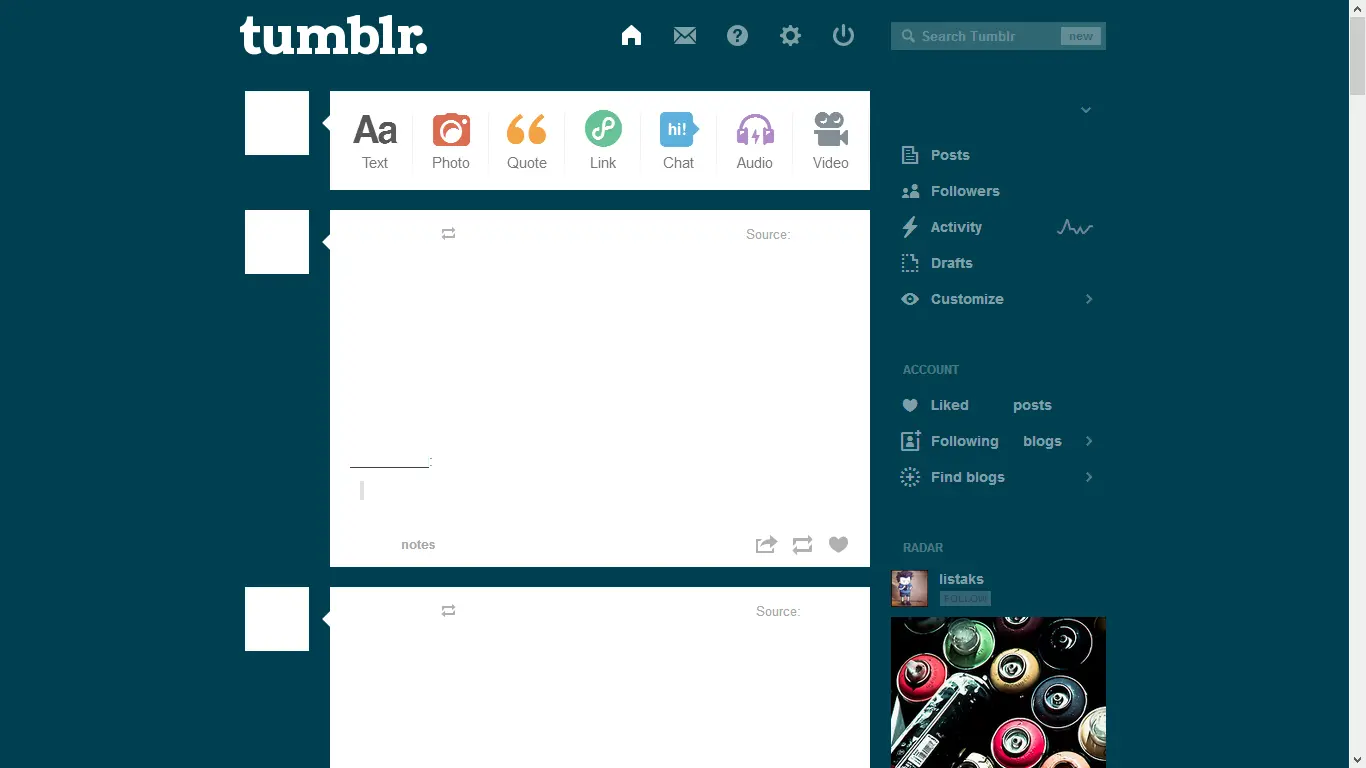 tumblr.
Search Tumblr new
Aa
hi!
Text Photo Quote Link Chat Audio Video
Posts
Followers
Activity
Drafts
Customize
Source:
ACCOUNT
Liked posts
Following blogs
Find blogs
:
notes
RADAR
listaks
FOLLOW
Source: